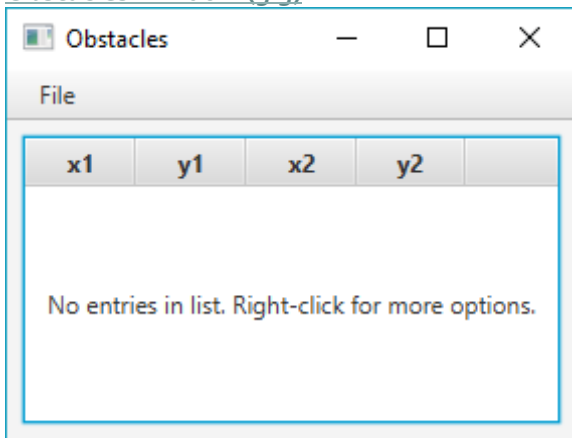 Obstacles
File
x1 y1 x2 y2
No entries in list. Right-click for more options.